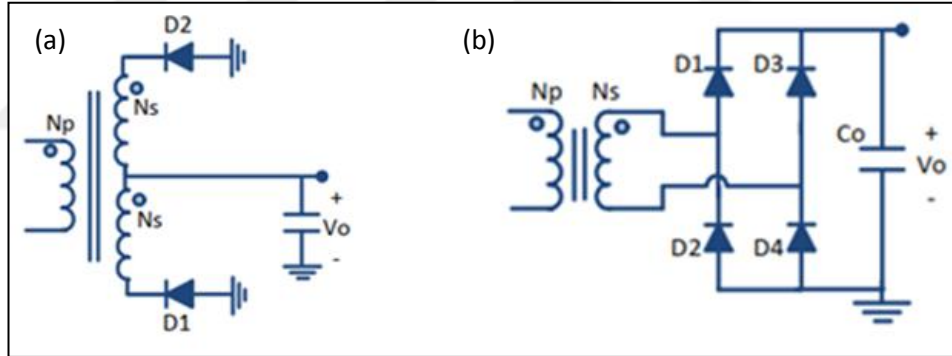 (a)
D2
Np
Ns
Ns
+
Vo
-
D1
(b)
D1
D3
Np
Ns
Co
+
Vo
-
D2
D4